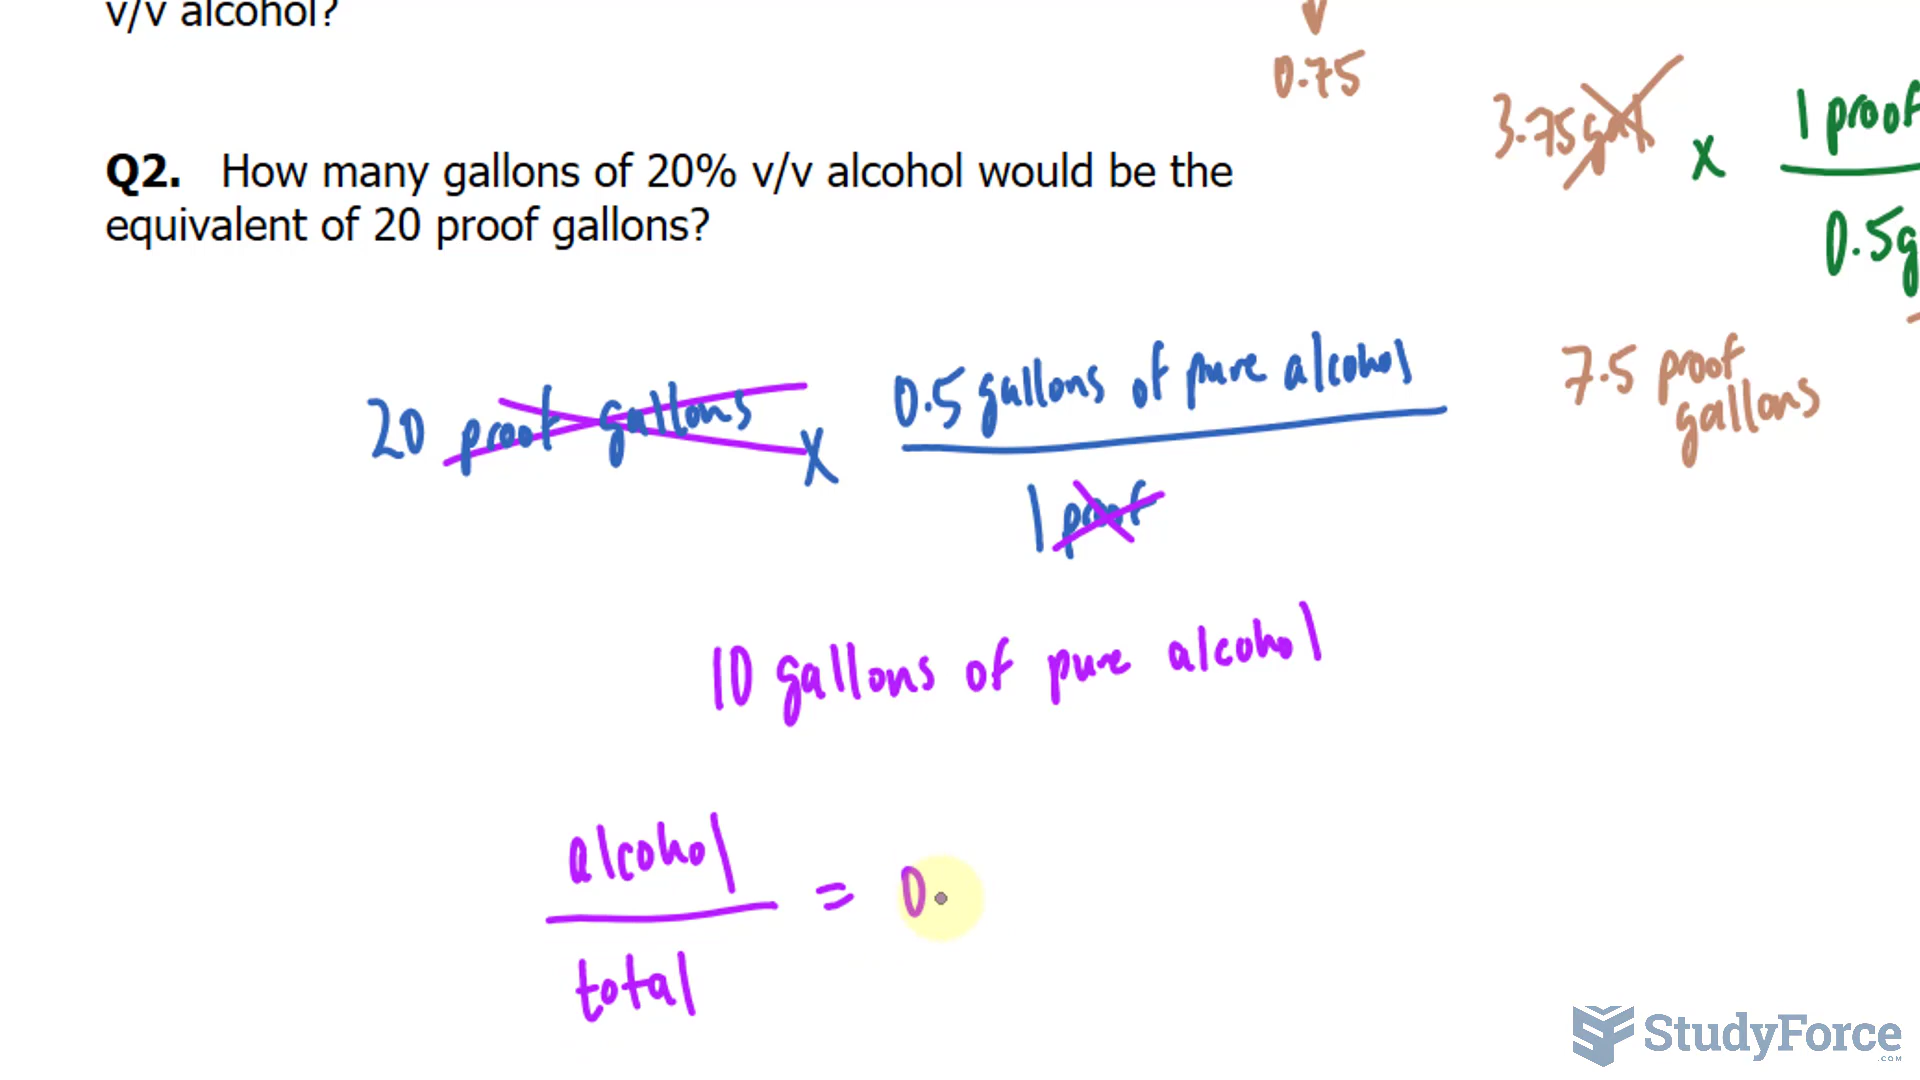 v/v alcohol?
0.75
3.75gal x 1 proof
0.5g
Q2. How many gallons of 20% v/v alcohol would be the
equivalent of 20 proof gallons?
7.5 proof
gallons
20 proof gallons x 0.5 gallons of pure alcohol
1 proof
10 gallons of pure alcohol
alcohol
= 0.
total
StudyForce
.COM